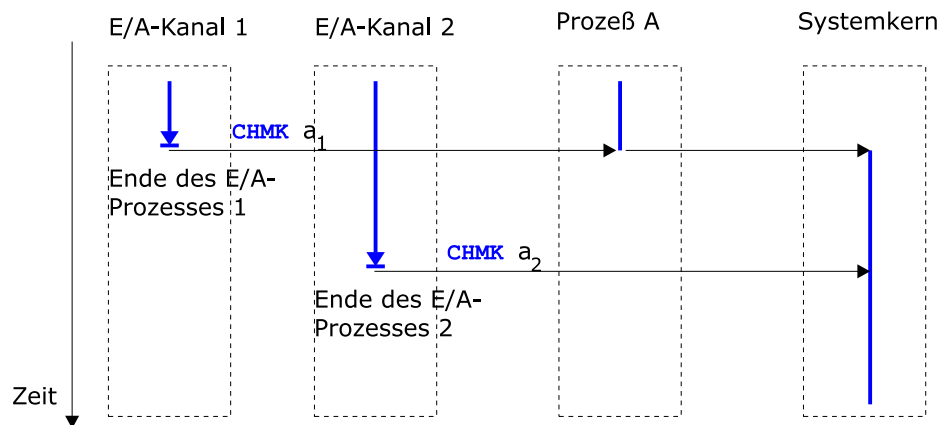 E/A-Kanal 1
E/A-Kanal 2
Prozeß A
Systemkern
CHMK a1
Ende des E/A-
Prozesses 1
CHMK a2
Ende des E/A-
Prozesses 2
Zeit